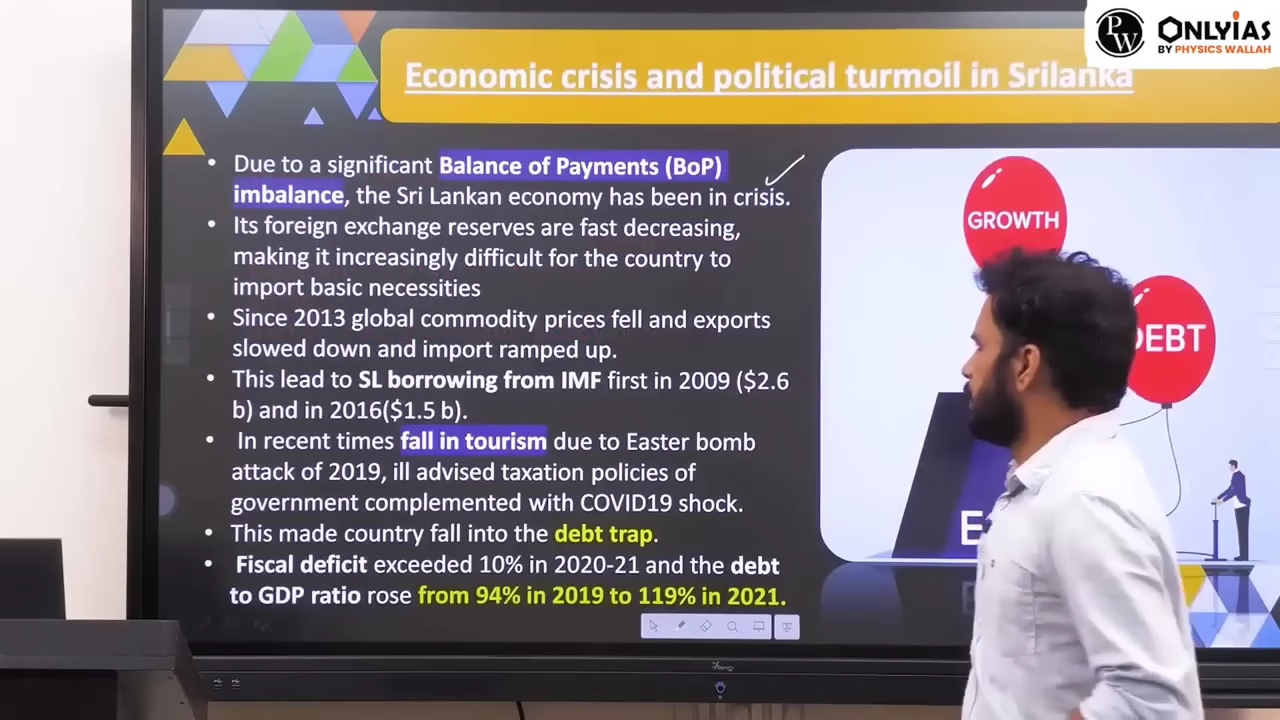 PW
ONLYIAS
BY PHYSICS WALLAH
Economic crisis and political turmoil in Srilanka
• Due to a significant Balance of Payments (BoP)
imbalance, the Sri Lankan economy has been in crisis.
• Its foreign exchange reserves are fast decreasing,
making it increasingly difficult for the country to
import basic necessities
• Since 2013 global commodity prices fell and exports
slowed down and import ramped up.
• This lead to SL borrowing from IMF first in 2009 ($2.6
b) and in 2016($1.5 b).
• In recent times fall in tourism due to Easter bomb
attack of 2019, ill advised taxation policies of
government complemented with COVID19 shock.
• This made country fall into the debt trap.
• Fiscal deficit exceeded 10% in 2020-21 and the debt
to GDP ratio rose from 94% in 2019 to 119% in 2021.
GROWTH
DEBT